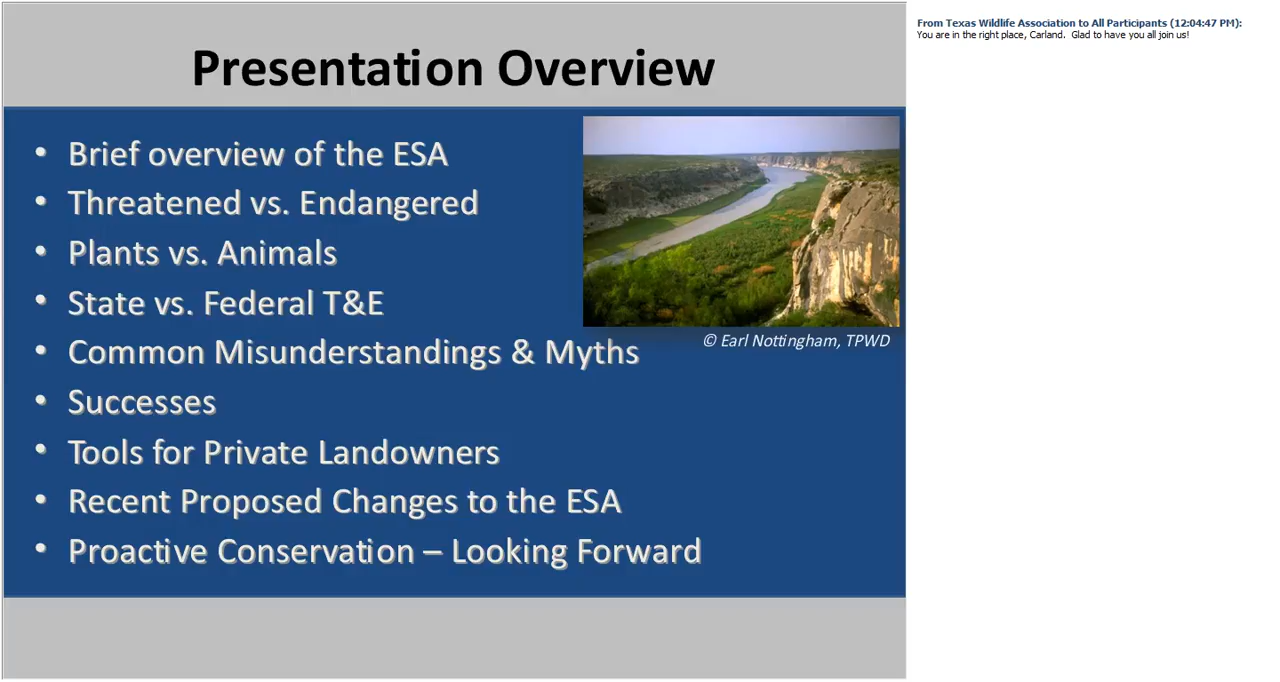 Presentation Overview
• Brief overview of the ESA
• Threatened vs. Endangered
• Plants vs. Animals
• State vs. Federal T&E
• Common Misunderstandings & Myths
• Successes
• Tools for Private Landowners
• Recent Proposed Changes to the ESA
• Proactive Conservation – Looking Forward
© Earl Nottingham, TPWD
From Texas Wildlife Association to All Participants (12:04:47 PM):
You are in the right place, Carland.  Glad to have you all join us!